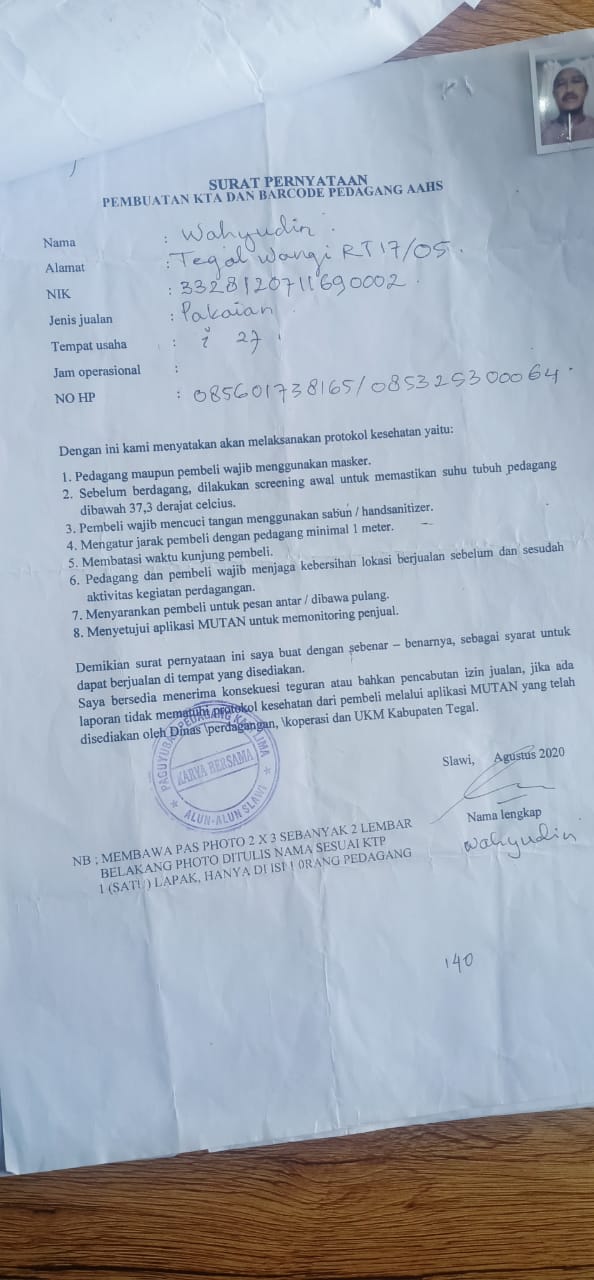 SURAT PERNYATAAN
PEMBUATAN KTA DAN BARCODE PEDAGANG AAHS
Nama : Wahyudin
Alamat : Tegal Wangi RT 17/05.
NIK : 3328120711690002
Jenis jualan : Pakaian
Tempat usaha : i 27
Jam operasional :
NO HP : 085601738165/085325300064
Dengan ini kami menyatakan akan melaksanakan protokol kesehatan yaitu:
1. Pedagang maupun pembeli wajib menggunakan masker.
2. Sebelum berdagang, dilakukan screening awal untuk memastikan suhu tubuh pedagang
dibawah 37,3 derajat celcius.
3. Pembeli wajib mencuci tangan menggunakan sabun / handsanitizer.
4. Mengatur jarak pembeli dengan pedagang minimal 1 meter.
5. Membatasi waktu kunjung pembeli.
6. Pedagang dan pembeli wajib menjaga kebersihan lokasi berjualan sebelum dan sesudah
aktivitas kegiatan perdagangan.
7. Menyarankan pembeli untuk pesan antar / dibawa pulang.
8. Menyetujui aplikasi MUTAN untuk memonitoring penjual.
Demikian surat pernyataan ini saya buat dengan sebenar – benarnya, sebagai syarat untuk
dapat berjualan di tempat yang disediakan.
Saya bersedia menerima konsekuesi teguran atau bahkan pencabutan izin jualan, jika ada
laporan tidak mematuhi protokol kesehatan dari pembeli melalui aplikasi MUTAN yang telah
disediakan oleh Dinas \perdagangan, \koperasi dan UKM Kabupaten Tegal.
PAGUYUBAN PEDAGANG KAKI LIMA
KARYA BERSAMA
ALUN-ALUN SLAWI
Slawi, Agustus 2020
Nama lengkap
Wahyudin
NB : MEMBAWA PAS PHOTO 2 X 3 SEBANYAK 2 LEMBAR
BELAKANG PHOTO DITULIS NAMA SESUAI KTP
1 (SATU) LAPAK, HANYA DI ISI 1 0RANG PEDAGANG
140